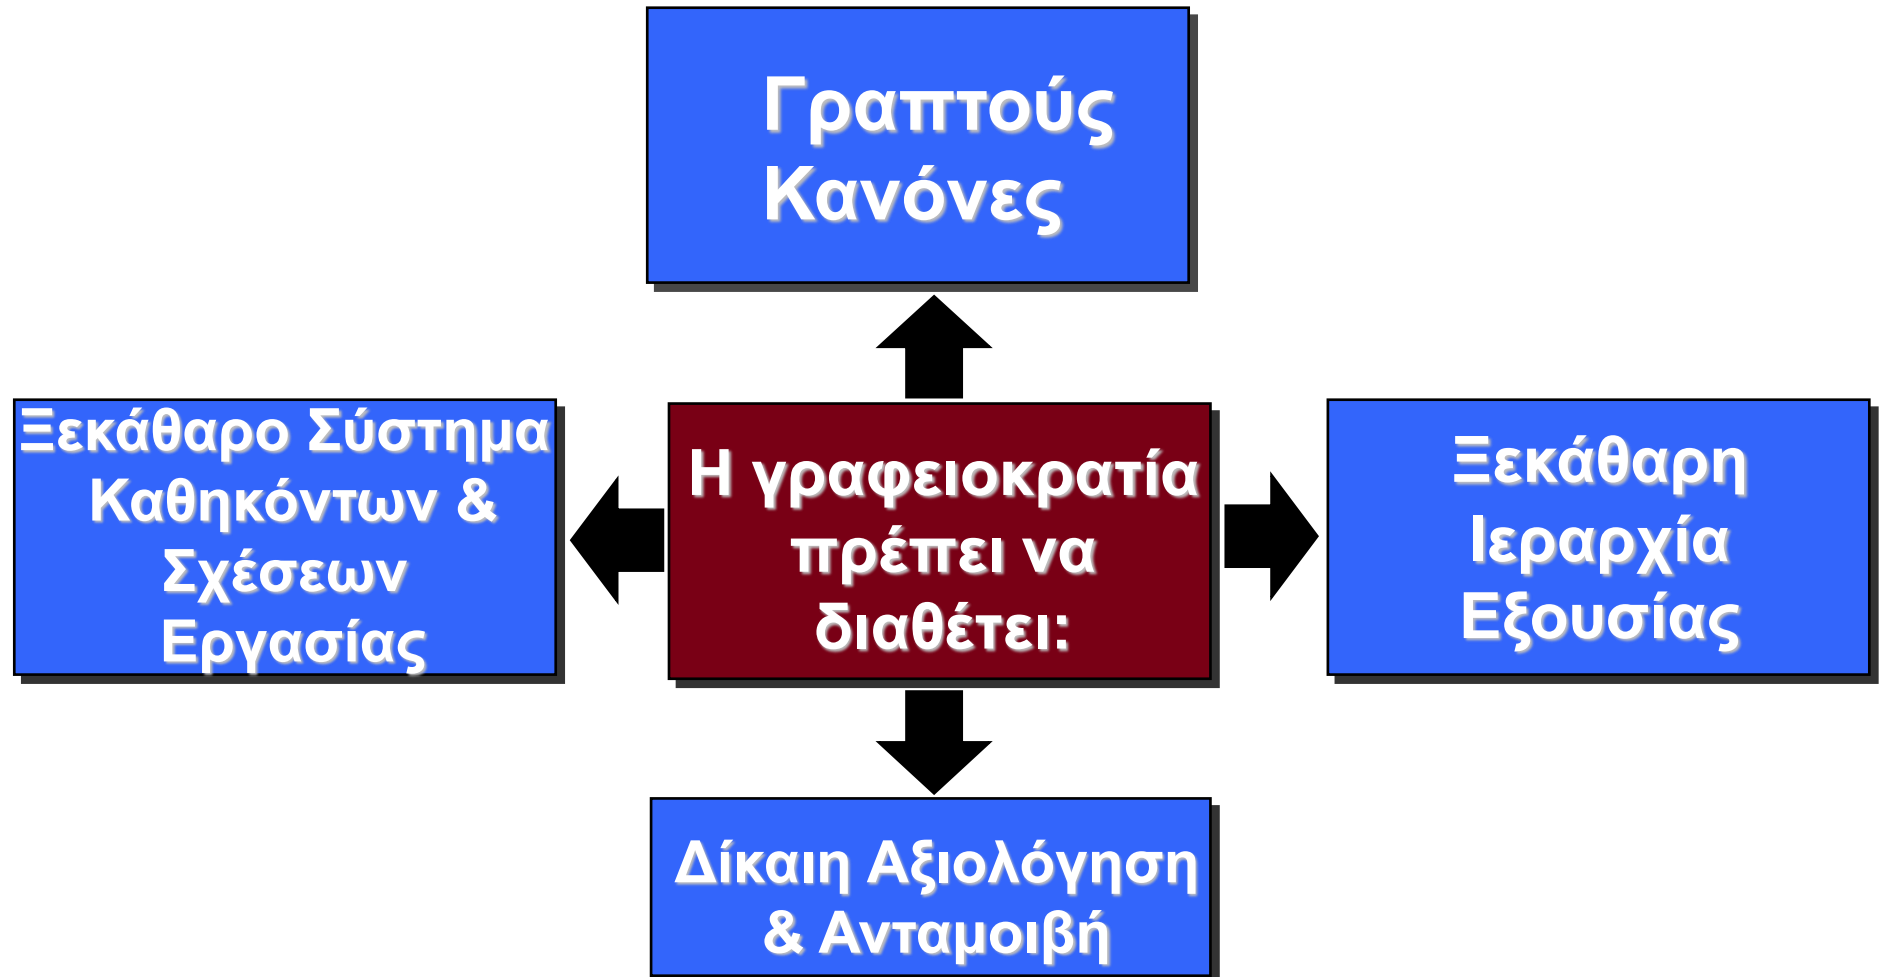 Γραπτούς
Κανόνες
Ξεκάθαρο Σύστημα
Καθηκόντων &
Σχέσεων
Εργασίας
Η γραφειοκρατία
πρέπει να
διαθέτει:
Ξεκάθαρη
Ιεραρχία
Εξουσίας
Δίκαιη Αξιολόγηση
& Ανταμοιβή